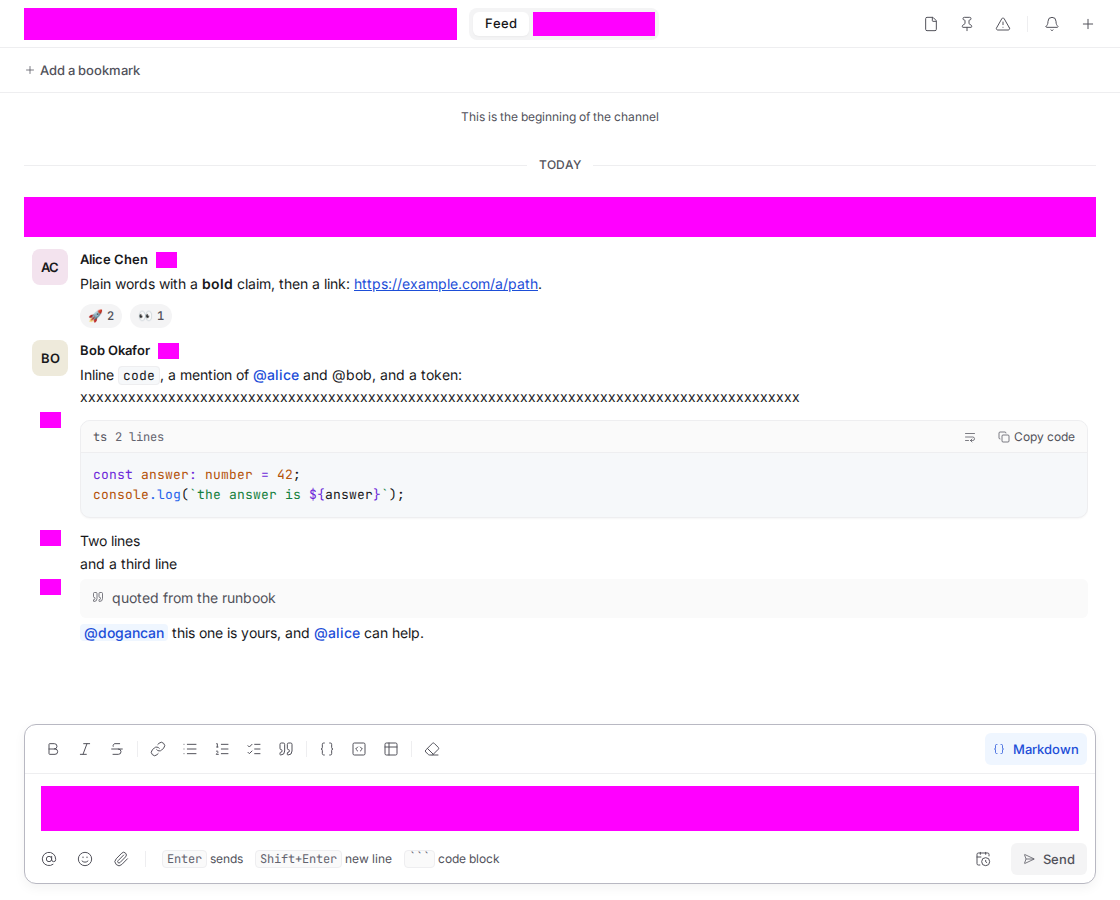 Feed
Add a bookmark
This is the beginning of the channel
TODAY
AC
Alice Chen
Plain words with a bold claim, then a link: https://example.com/a/path.
🚀 2 👀 1
BO
Bob Okafor
Inline code, a mention of @alice and @bob, and a token:
xxxxxxxxxxxxxxxxxxxxxxxxxxxxxxxxxxxxxxxxxxxxxxxxxxxxxxxxxxxxxxxxxxxxxxxxxxxxxxxxxxxxxxxxxx
ts 2 lines Copy code
const answer: number = 42;
console.log(`the answer is ${answer}`);
Two lines
and a third line
quoted from the runbook
@dogancan this one is yours, and @alice can help.
Markdown
Enter sends Shift+Enter new line ``` code block
Send